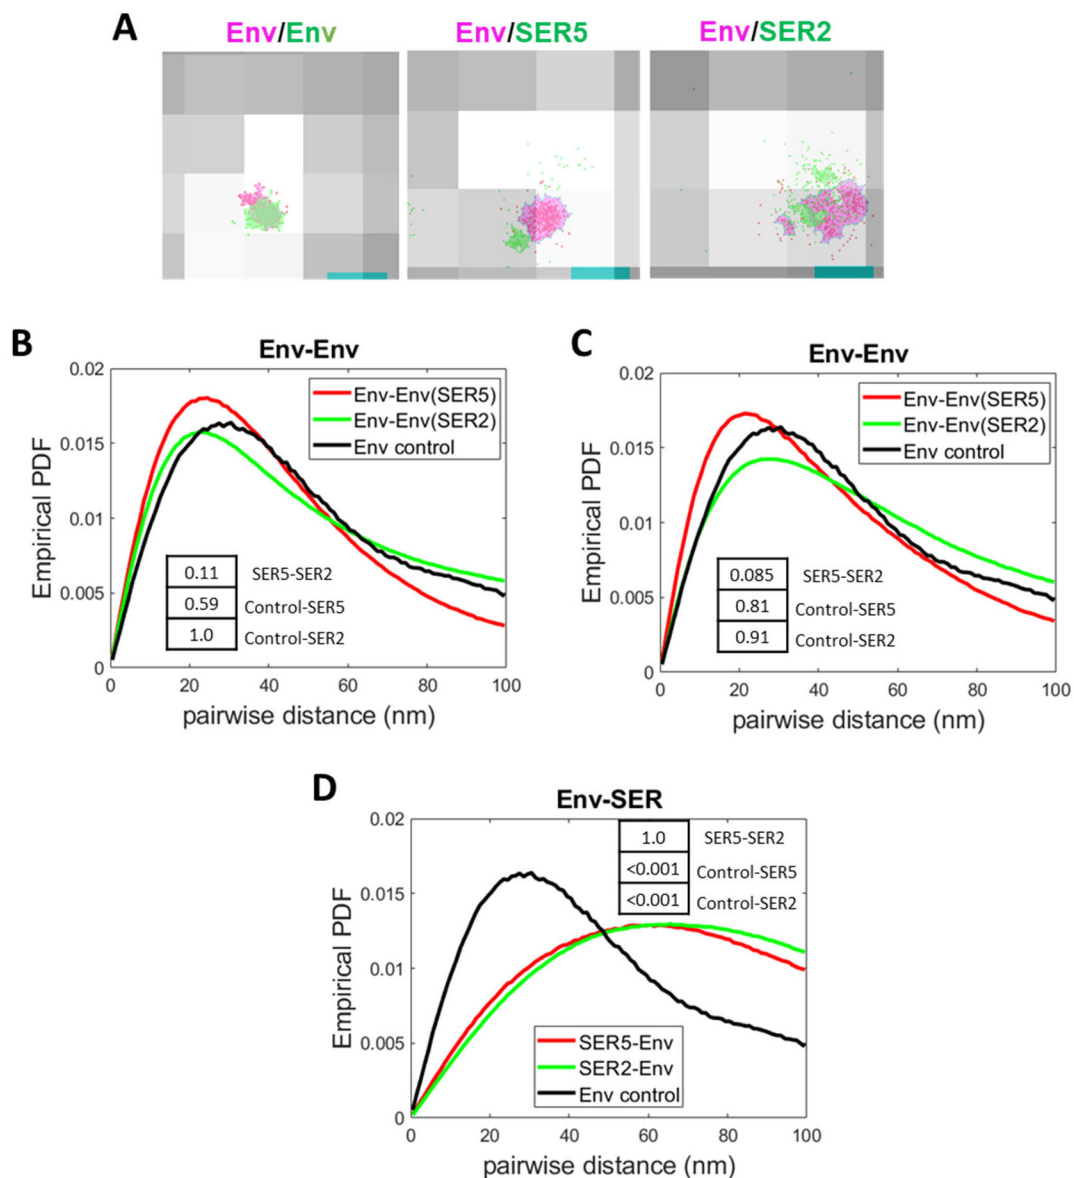 A
Env/Env
Env/SER5
Env/SER2
B
Env-Env
Empirical PDF
0.02
0.015
0.01
0.005
0
Env-Env(SER5)
Env-Env(SER2)
Env control
0.11 SER5-SER2
0.59 Control-SER5
1.0 Control-SER2
0 20 40 60 80 100
pairwise distance (nm)
C
Env-Env
Empirical PDF
0.02
0.015
0.01
0.005
0
Env-Env(SER5)
Env-Env(SER2)
Env control
0.085 SER5-SER2
0.81 Control-SER5
0.91 Control-SER2
0 20 40 60 80 100
pairwise distance (nm)
D
Env-SER
Empirical PDF
0.02
0.015
0.01
0.005
0
1.0 SER5-SER2
<0.001 Control-SER5
<0.001 Control-SER2
SER5-Env
SER2-Env
Env control
0 20 40 60 80 100
pairwise distance (nm)